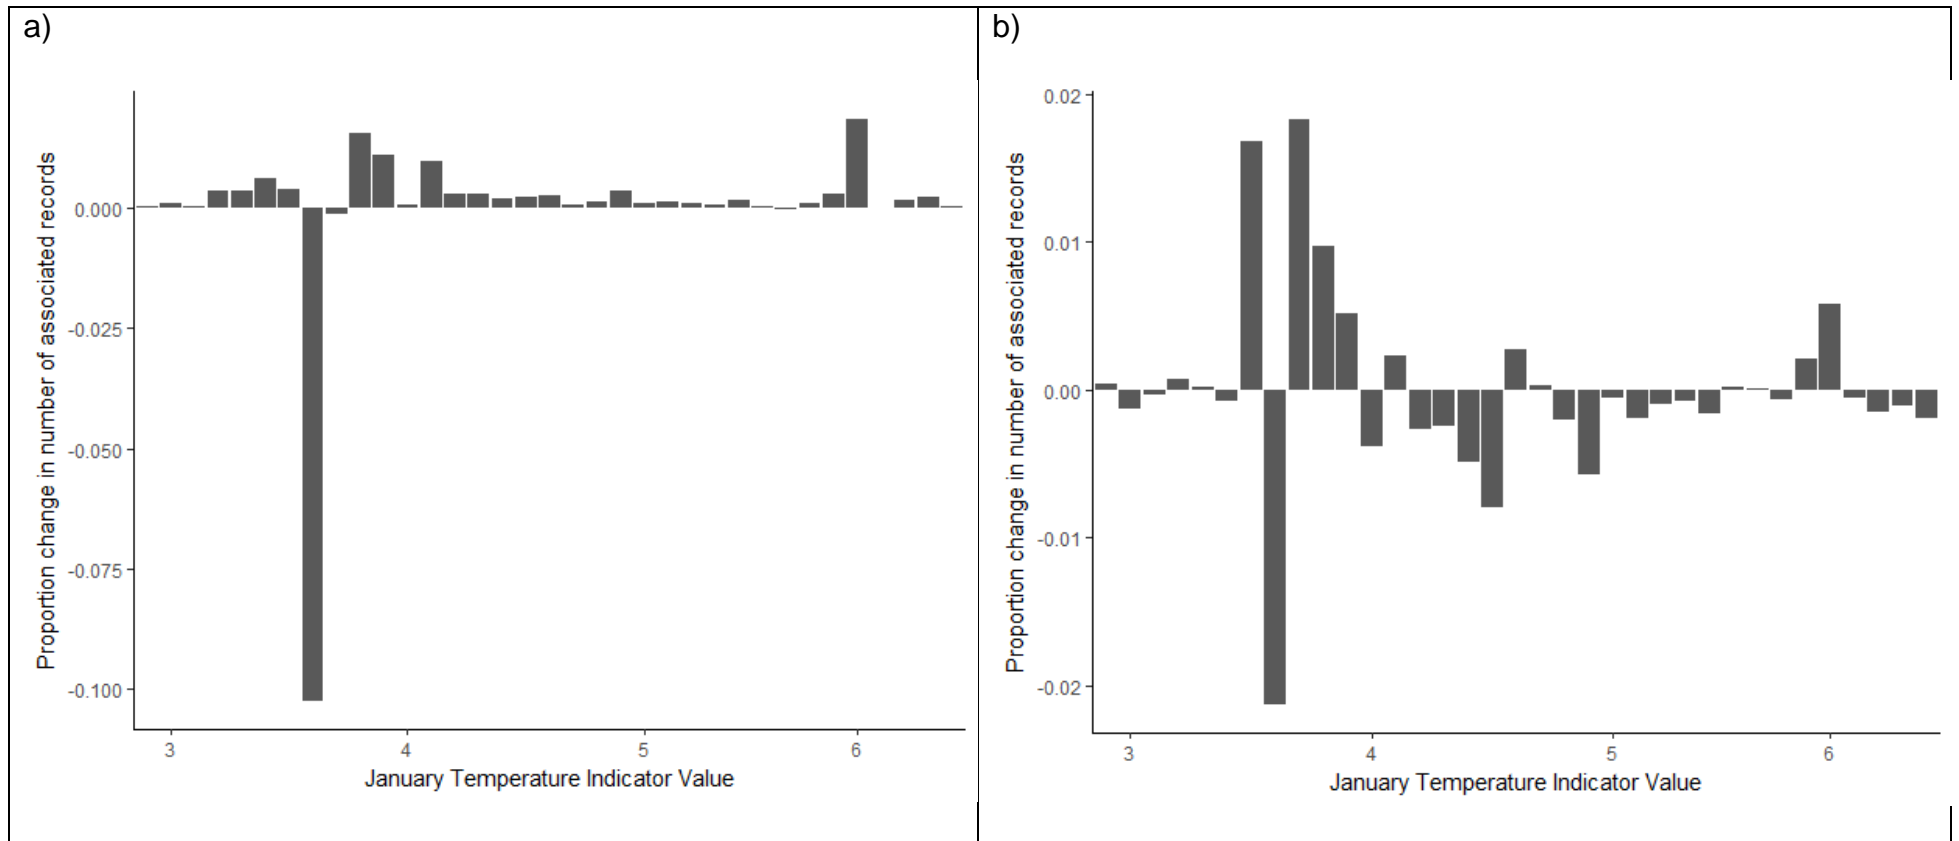 a)
Proportion change in number of associated records
0.000
-0.025
-0.050
-0.075
-0.100
3 4 5 6
January Temperature Indicator Value
b)
Proportion change in number of associated records
0.02
0.01
0.00
-0.01
-0.02
3 4 5 6
January Temperature Indicator Value